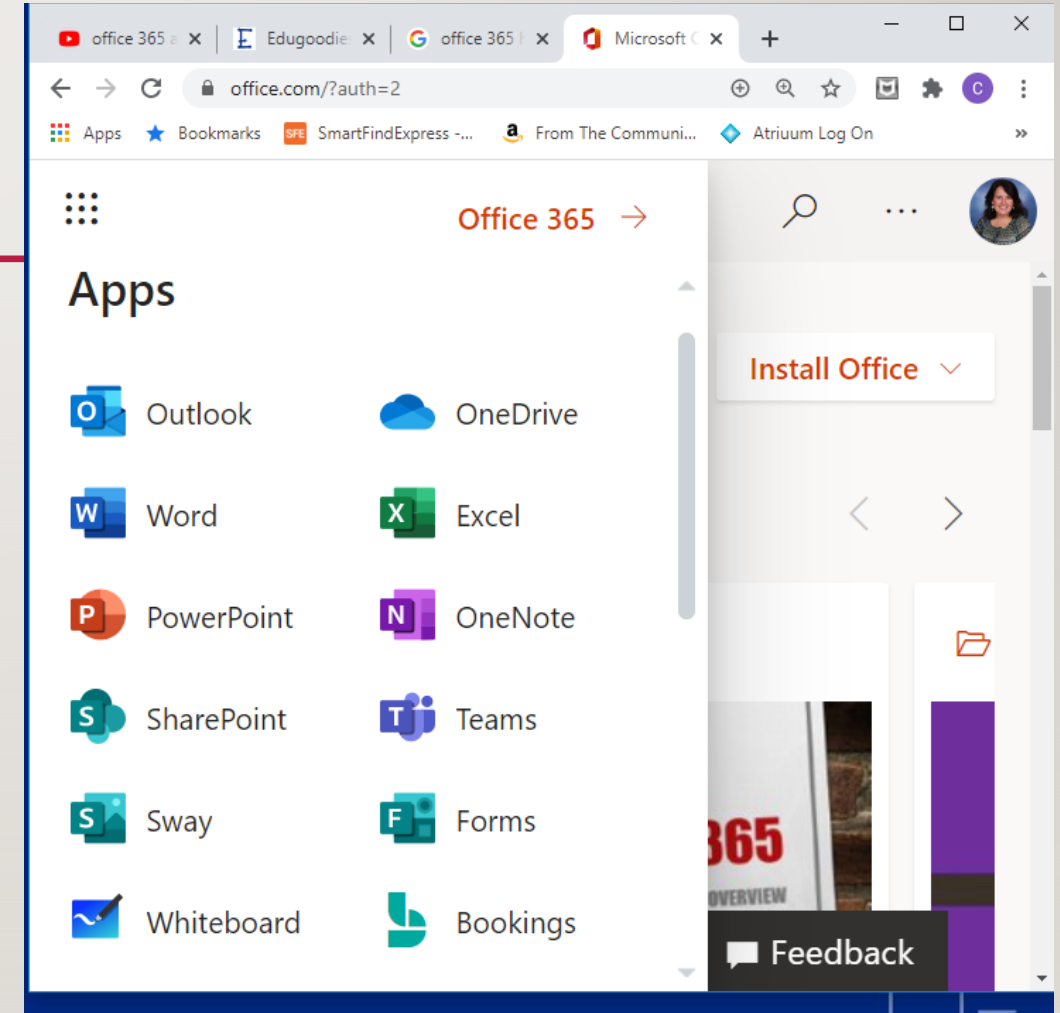 office 365 a
Edugoodie
office 365 h
Microsoft O
office.com/?auth=2
C
Apps
Bookmarks
SFE SmartFindExpress -...
a From The Communi...
Atriuum Log On
»
Office 365 →
Apps
Install Office
O Outlook
OneDrive
W Word
X Excel
P PowerPoint
N OneNote
S SharePoint
T Teams
S Sway
F Forms
Whiteboard
Bookings
365
OVERVIEW
Feedback